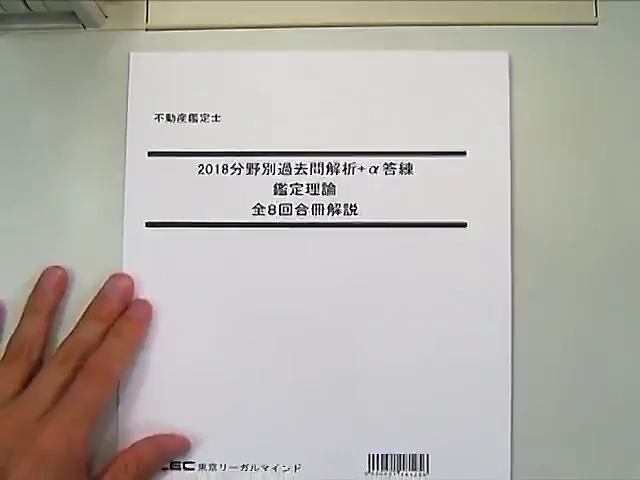 不動産鑑定士
2018分野別過去問解析+α答練
鑑定理論
全8回合冊解説
LEC東京リーガルマインド